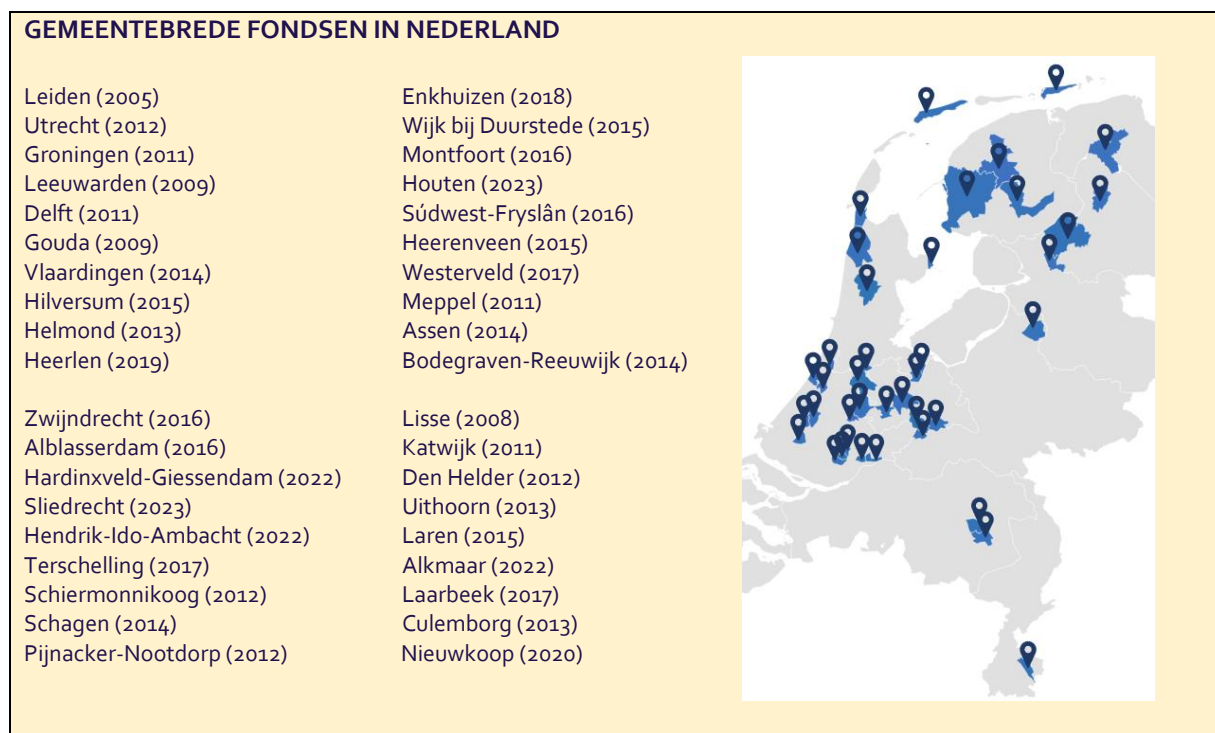 GEMEENTEBREDE FONDSEN IN NEDERLAND
Leiden (2005)
Utrecht (2012)
Groningen (2011)
Leeuwarden (2009)
Delft (2011)
Gouda (2009)
Vlaardingen (2014)
Hilversum (2015)
Helmond (2013)
Heerlen (2019)
Zwijndrecht (2016)
Alblasserdam (2016)
Hardinxveld-Giessendam (2022)
Sliedrecht (2023)
Hendrik-Ido-Ambacht (2022)
Terschelling (2017)
Schiermonnikoog (2012)
Schagen (2014)
Pijnacker-Nootdorp (2012)
Enkhuizen (2018)
Wijk bij Duurstede (2015)
Montfoort (2016)
Houten (2023)
Súdwest-Fryslân (2016)
Heerenveen (2015)
Westerveld (2017)
Meppel (2011)
Assen (2014)
Bodegraven-Reeuwijk (2014)
Lisse (2008)
Katwijk (2011)
Den Helder (2012)
Uithoorn (2013)
Laren (2015)
Alkmaar (2022)
Laarbeek (2017)
Culemborg (2013)
Nieuwkoop (2020)